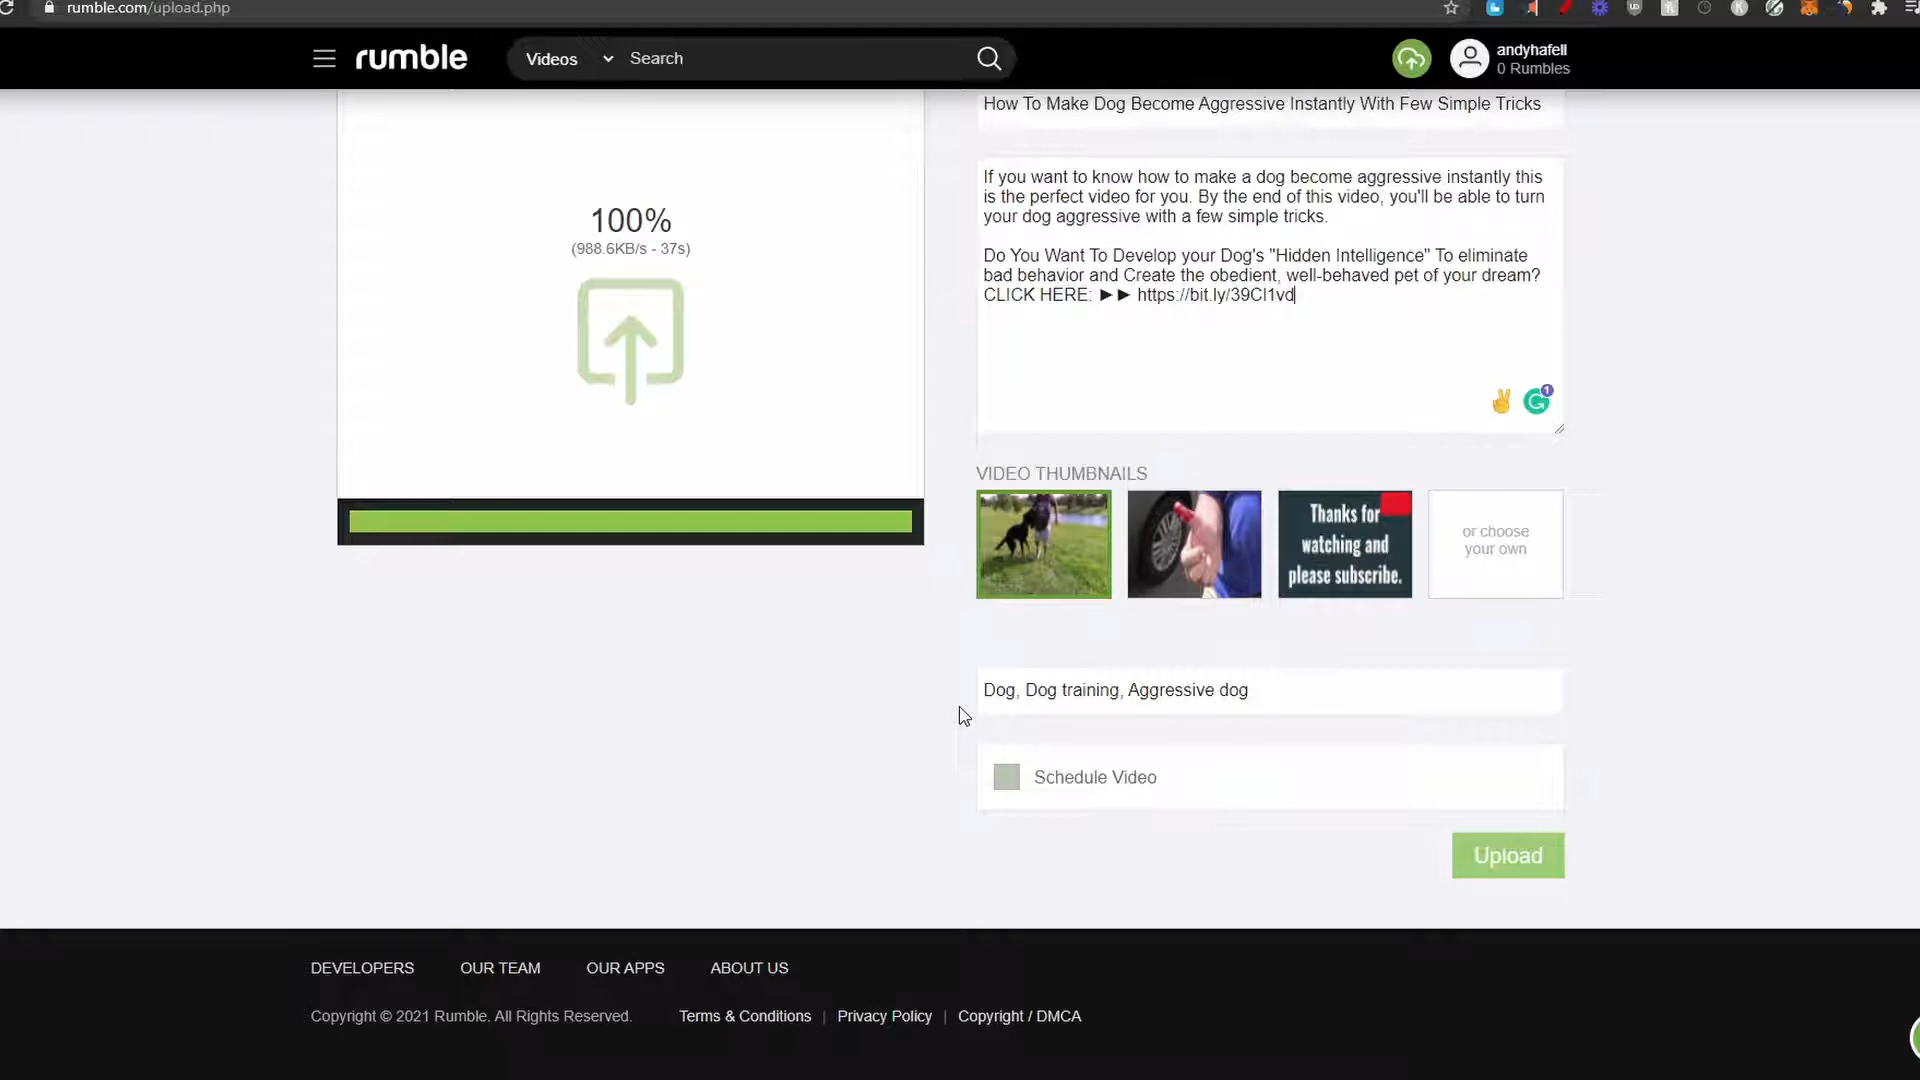 rumble.com/upload.php
rumble
Videos
Search
andyhafell
0 Rumbles
How To Make Dog Become Aggressive Instantly With Few Simple Tricks
100%
(988.6KB/s - 37s)
If you want to know how to make a dog become aggressive instantly this
is the perfect video for you. By the end of this video, you'll be able to turn
your dog aggressive with a few simple tricks.
Do You Want To Develop your Dog's "Hidden Intelligence" To eliminate
bad behavior and Create the obedient, well-behaved pet of your dream?
CLICK HERE: ►► https://bit.ly/39Cl1vd
VIDEO THUMBNAILS
Thanks for
watching and
please subscribe.
or choose
your own
Dog, Dog training, Aggressive dog
Schedule Video
Upload
DEVELOPERS OUR TEAM OUR APPS ABOUT US
Copyright © 2021 Rumble. All Rights Reserved. Terms & Conditions | Privacy Policy | Copyright / DMCA